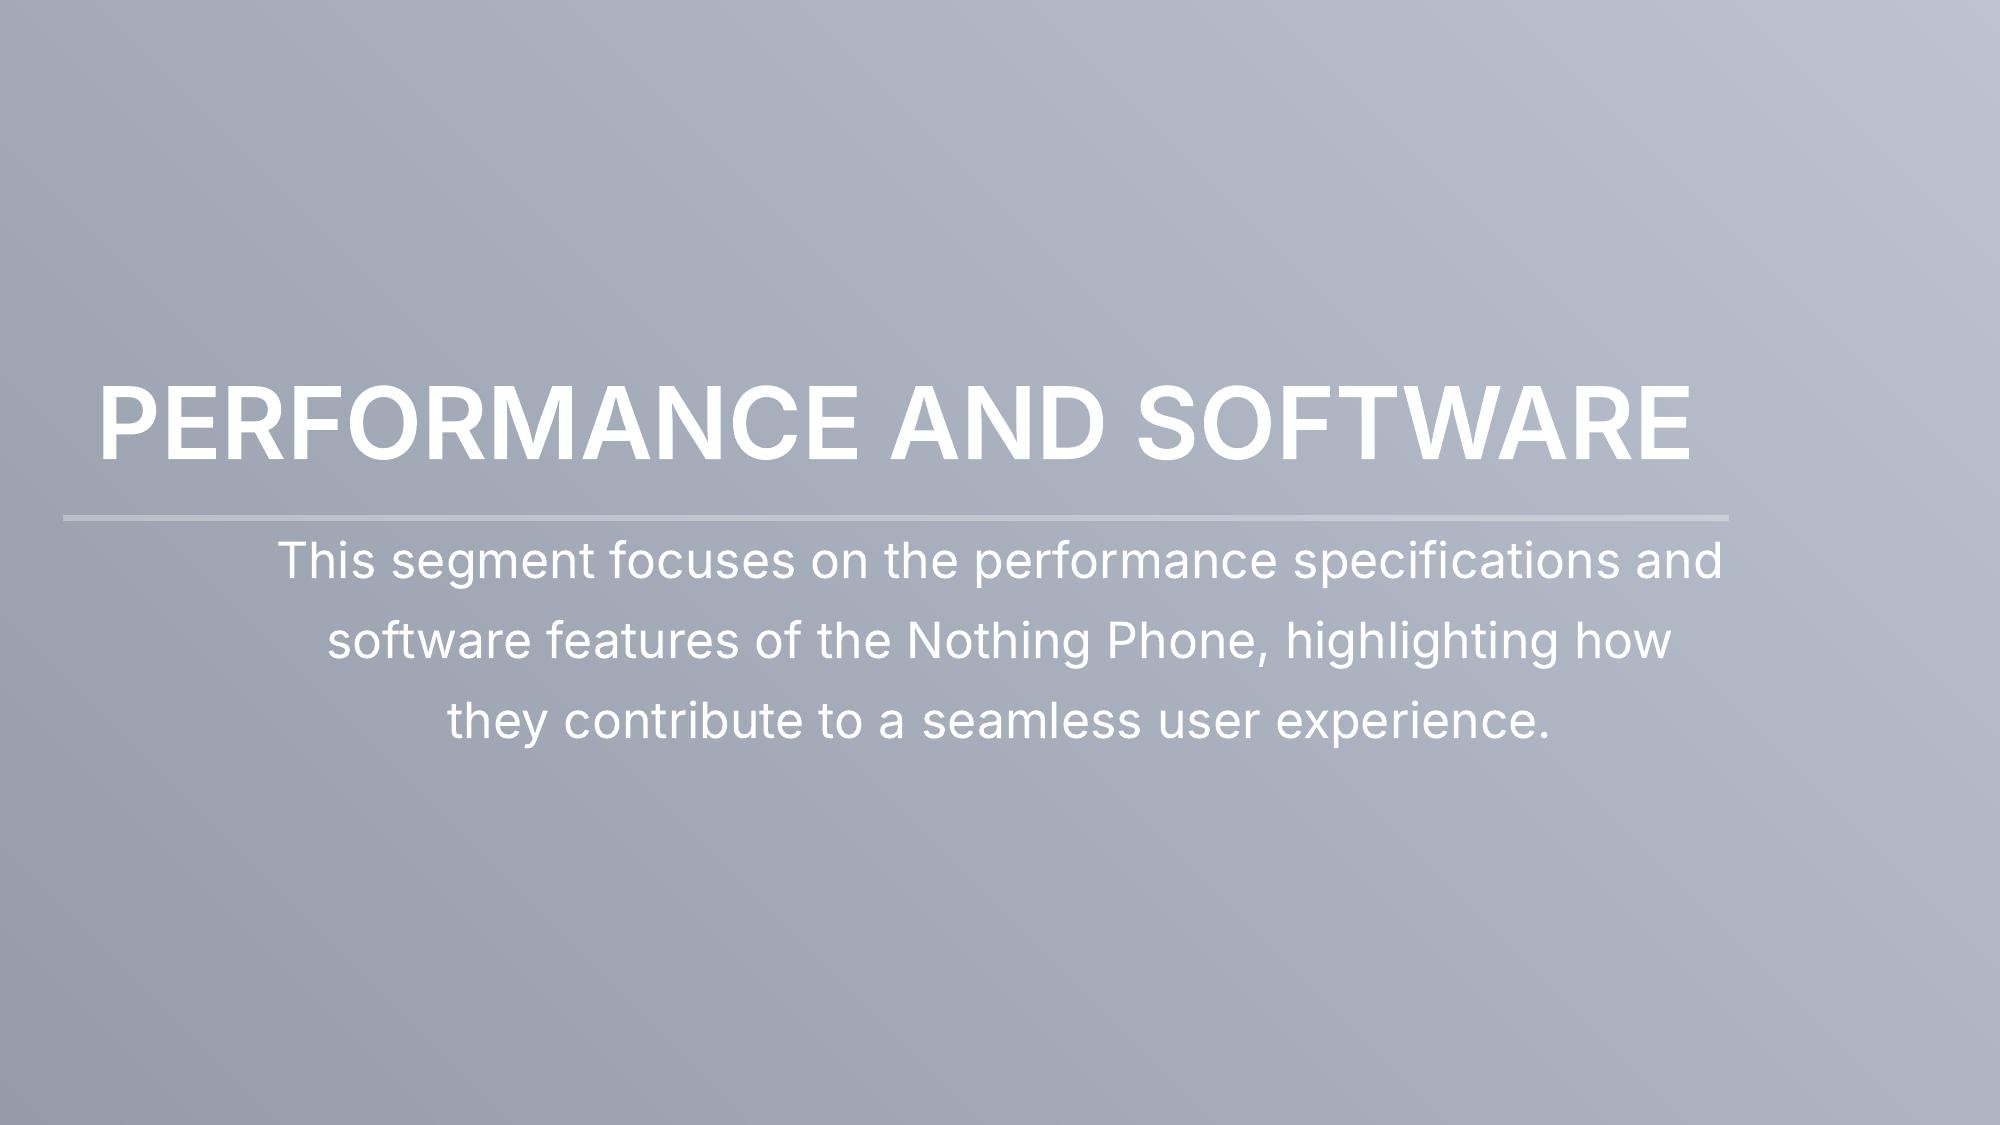 PERFORMANCE AND SOFTWARE
This segment focuses on the performance specifications and
software features of the Nothing Phone, highlighting how
they contribute to a seamless user experience.